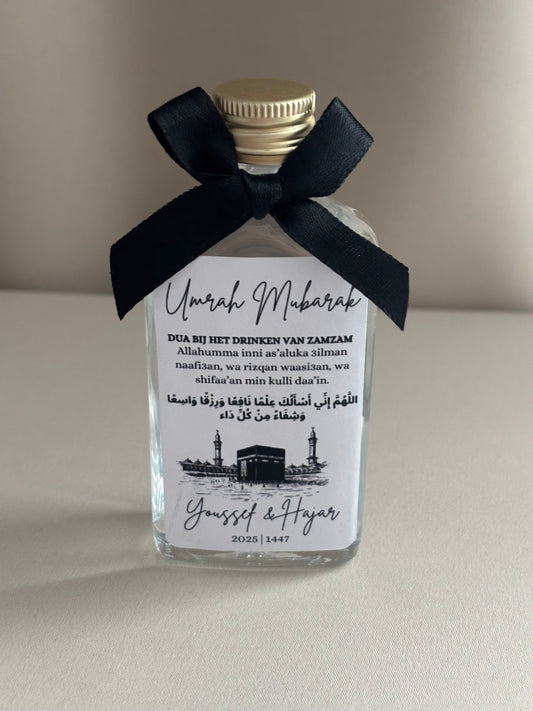 Umrah Mubarak
DUA BIJ HET DRINKEN VAN ZAMZAM
Allahumma inni as'aluka 3ilman
naafi3an, wa rizqan waasi3an, wa
shifaa'an min kulli daa'in.
اللَّهُمَّ إِنِّي أَسْأَلُكَ عِلْمًا نَافِعًا وَرِزْقًا وَاسِعًا
وَشِفَاءً مِنْ كُلِّ دَاء
Youssef & Hajar
2025 | 1447